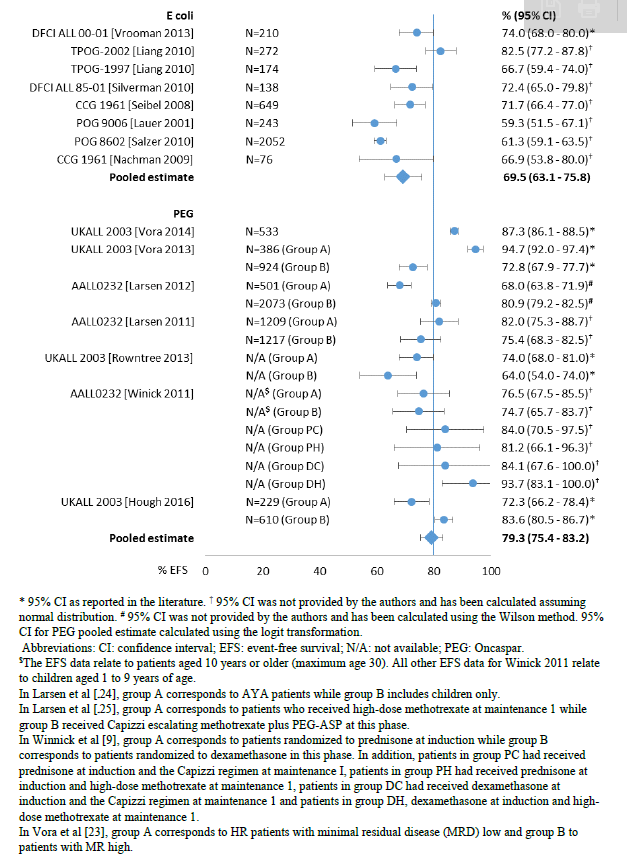 E coli % (95% CI)
DFCI ALL 00-01 [Vrooman 2013] N=210 74.0 (68.0 - 80.0)*
TPOG-2002 [Liang 2010] N=272 82.5 (77.2 - 87.8)†
TPOG-1997 [Liang 2010] N=174 66.7 (59.4 - 74.0)†
DFCI ALL 85-01 [Silverman 2010] N=138 72.4 (65.0 - 79.8)†
CCG 1961 [Seibel 2008] N=649 71.7 (66.4 - 77.0)†
POG 9006 [Lauer 2001] N=243 59.3 (51.5 - 67.1)†
POG 8602 [Salzer 2010] N=2052 61.3 (59.1 - 63.5)†
CCG 1961 [Nachman 2009] N=76 66.9 (53.8 - 80.0)†
Pooled estimate 69.5 (63.1 - 75.8)
PEG
UKALL 2003 [Vora 2014] N=533 87.3 (86.1 - 88.5)*
UKALL 2003 [Vora 2013] N=386 (Group A) 94.7 (92.0 - 97.4)*
N=924 (Group B) 72.8 (67.9 - 77.7)*
AALL0232 [Larsen 2012] N=501 (Group A) 68.0 (63.8 - 71.9)#
N=2073 (Group B) 80.9 (79.2 - 82.5)#
AALL0232 [Larsen 2011] N=1209 (Group A) 82.0 (75.3 - 88.7)†
N=1217 (Group B) 75.4 (68.3 - 82.5)†
UKALL 2003 [Rowntree 2013] N/A (Group A) 74.0 (68.0 - 81.0)*
N/A (Group B) 64.0 (54.0 - 74.0)*
AALL0232 [Winick 2011] N/A$ (Group A) 76.5 (67.5 - 85.5)†
N/A$ (Group B) 74.7 (65.7 - 83.7)†
N/A (Group PC) 84.0 (70.5 - 97.5)†
N/A (Group PH) 81.2 (66.1 - 96.3)†
N/A (Group DC) 84.1 (67.6 - 100.0)†
N/A (Group DH) 93.7 (83.1 - 100.0)†
UKALL 2003 [Hough 2016] N=229 (Group A) 72.3 (66.2 - 78.4)*
N=610 (Group B) 83.6 (80.5 - 86.7)*
Pooled estimate 79.3 (75.4 - 83.2)
% EFS 0 20 40 60 80 100
* 95% CI as reported in the literature. † 95% CI was not provided by the authors and has been calculated assuming
normal distribution. # 95% CI was not provided by the authors and has been calculated using the Wilson method. 95%
CI for PEG pooled estimate calculated using the logit transformation.
Abbreviations: CI: confidence interval; EFS: event-free survival; N/A: not available; PEG: Oncaspar.
$The EFS data relate to patients aged 10 years or older (maximum age 30). All other EFS data for Winick 2011 relate
to children aged 1 to 9 years of age.
In Larsen et al [,24], group A corresponds to AYA patients while group B includes children only.
In Larsen et al [,25], group A corresponds to patients who received high-dose methotrexate at maintenance 1 while
group B received Capizzi escalating methotrexate plus PEG-ASP at this phase.
In Winnick et al [9], group A corresponds to patients randomized to prednisone at induction while group B
corresponds to patients randomized to dexamethasone in this phase. In addition, patients in group PC had received
prednisone at induction and the Capizzi regimen at maintenance I, patients in group PH had received prednisone at
induction and high-dose methotrexate at maintenance 1, patients in group DC had received dexamethasone at
induction and the Capizzi regimen at maintenance 1 and patients in group DH, dexamethasone at induction and high-
dose methotrexate at maintenance 1.
In Vora et al [23], group A corresponds to HR patients with minimal residual disease (MRD) low and group B to
patients with MR high.